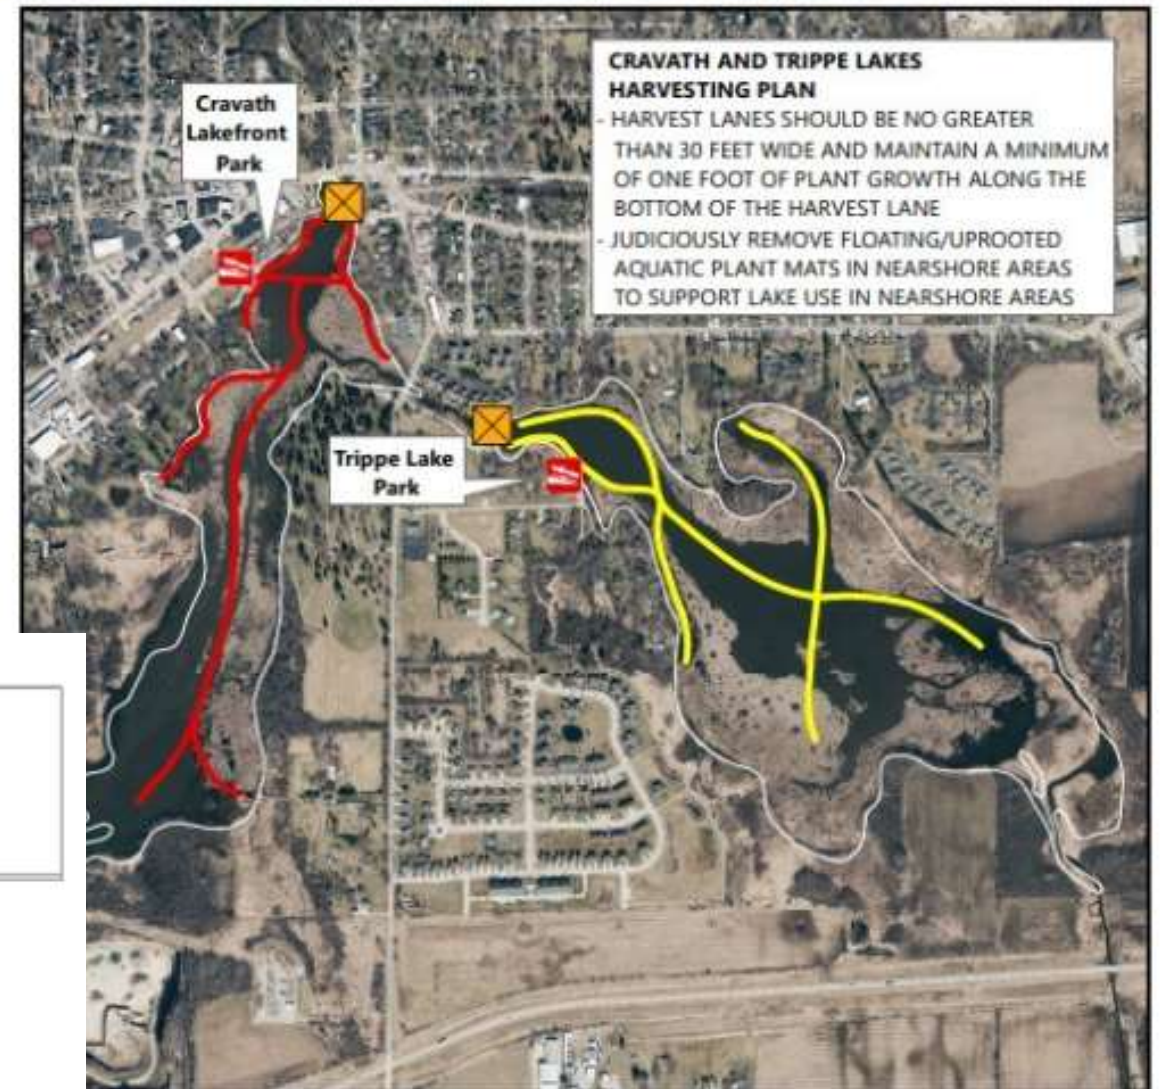 Cravath
Lakefront
Park
CRAVATH AND TRIPPE LAKES
HARVESTING PLAN
- HARVEST LANES SHOULD BE NO GREATER
THAN 30 FEET WIDE AND MAINTAIN A MINIMUM
OF ONE FOOT OF PLANT GROWTH ALONG THE
BOTTOM OF THE HARVEST LANE
- JUDICIOUSLY REMOVE FLOATING/UPROOTED
AQUATIC PLANT MATS IN NEARSHORE AREAS
TO SUPPORT LAKE USE IN NEARSHORE AREAS
Trippe Lake
Park